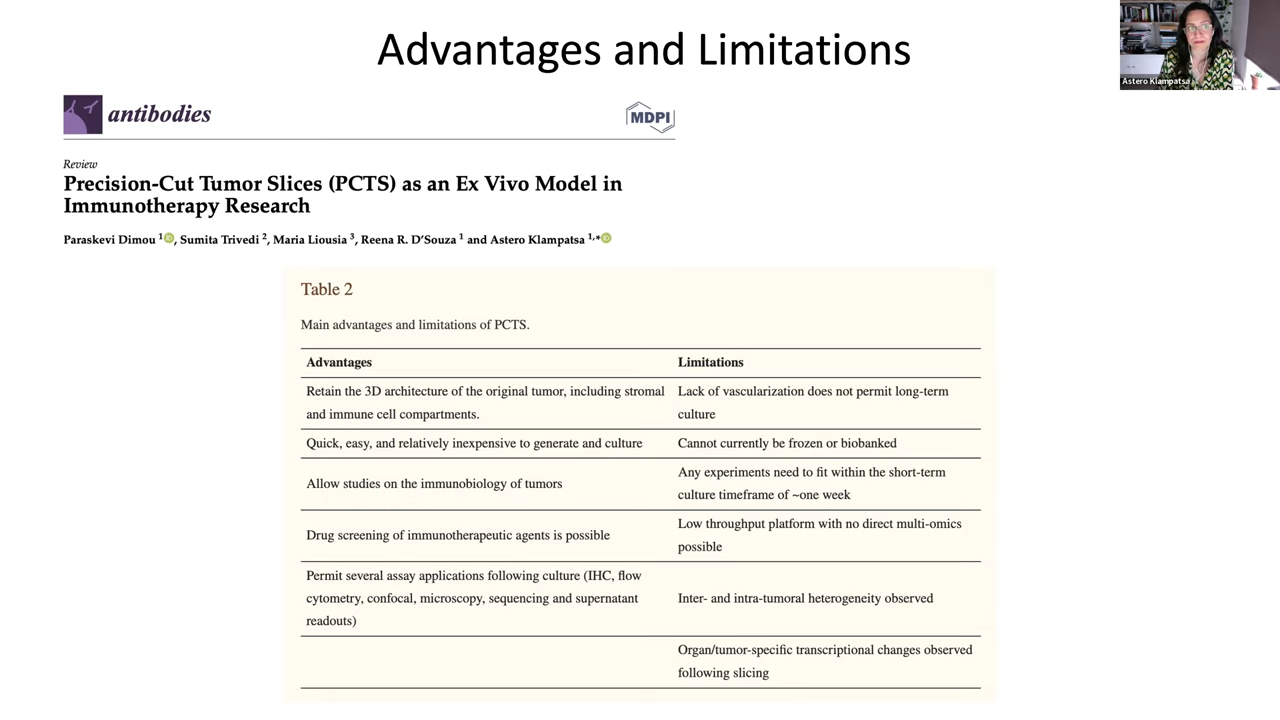 Advantages and Limitations
Astero Klampatsa
antibodies
MDPI
Review
Precision-Cut Tumor Slices (PCTS) as an Ex Vivo Model in
Immunotherapy Research
Paraskevi Dimou 1 iD, Sumita Trivedi 2, Maria Liousia 3, Reena R. D’Souza 1 and Astero Klampatsa 1,* iD
Table 2
Main advantages and limitations of PCTS.
Advantages Limitations
Retain the 3D architecture of the original tumor, including stromal
and immune cell compartments.
Lack of vascularization does not permit long-term
culture
Quick, easy, and relatively inexpensive to generate and culture
Cannot currently be frozen or biobanked
Allow studies on the immunobiology of tumors
Any experiments need to fit within the short-term
culture timeframe of ~one week
Drug screening of immunotherapeutic agents is possible
Low throughput platform with no direct multi-omics
possible
Permit several assay applications following culture (IHC, flow
cytometry, confocal, microscopy, sequencing and supernatant
readouts)
Inter- and intra-tumoral heterogeneity observed
Organ/tumor-specific transcriptional changes observed
following slicing